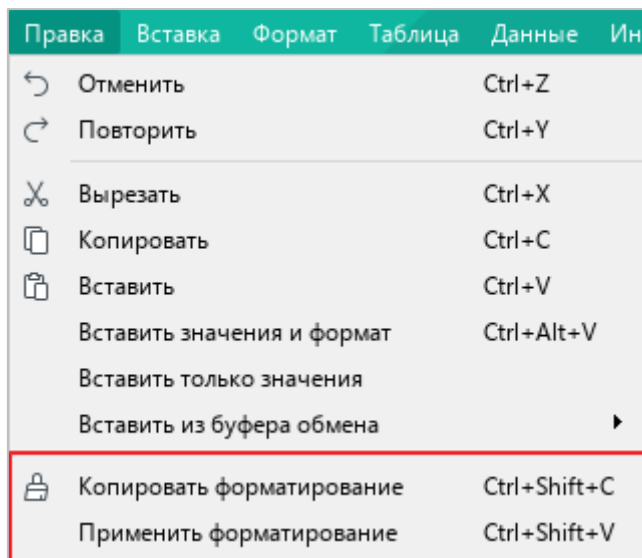 Правка Вставка Формат Таблица Данные Ин
Отменить Ctrl+Z
Повторить Ctrl+Y
Вырезать Ctrl+X
Копировать Ctrl+C
Вставить Ctrl+V
Вставить значения и формат Ctrl+Alt+V
Вставить только значения
Вставить из буфера обмена
Копировать форматирование Ctrl+Shift+C
Применить форматирование Ctrl+Shift+V